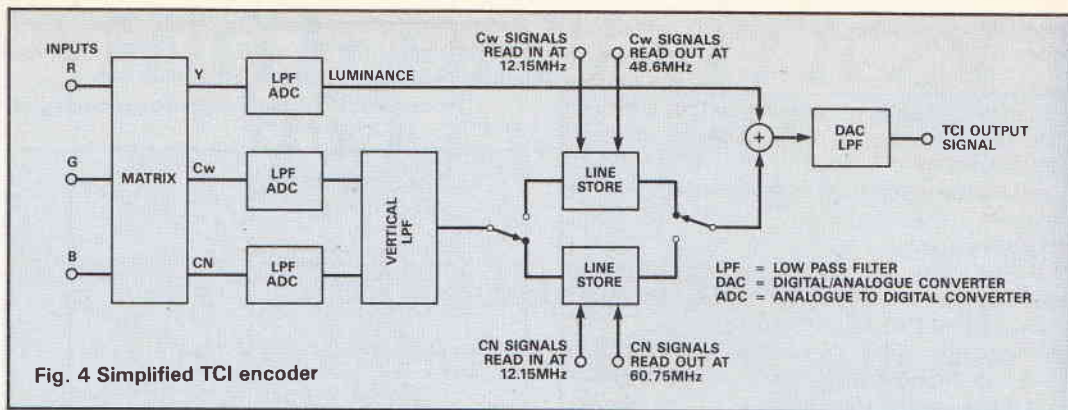 INPUTS
R
G
B
MATRIX
Y
Cw
CN
LPF
ADC
LUMINANCE
LPF
ADC
LPF
ADC
VERTICAL
LPF
Cw SIGNALS
READ IN AT
12.15MHz
Cw SIGNALS
READ OUT AT
48.6MHz
LINE
STORE
LINE
STORE
CN SIGNALS
READ IN AT
12.15MHz
CN SIGNALS
READ OUT AT
60.75MHz
+
DAC
LPF
TCI OUTPUT
SIGNAL
LPF = LOW PASS FILTER
DAC = DIGITAL/ANALOGUE CONVERTER
ADC = ANALOGUE TO DIGITAL CONVERTER
Fig. 4 Simplified TCI encoder